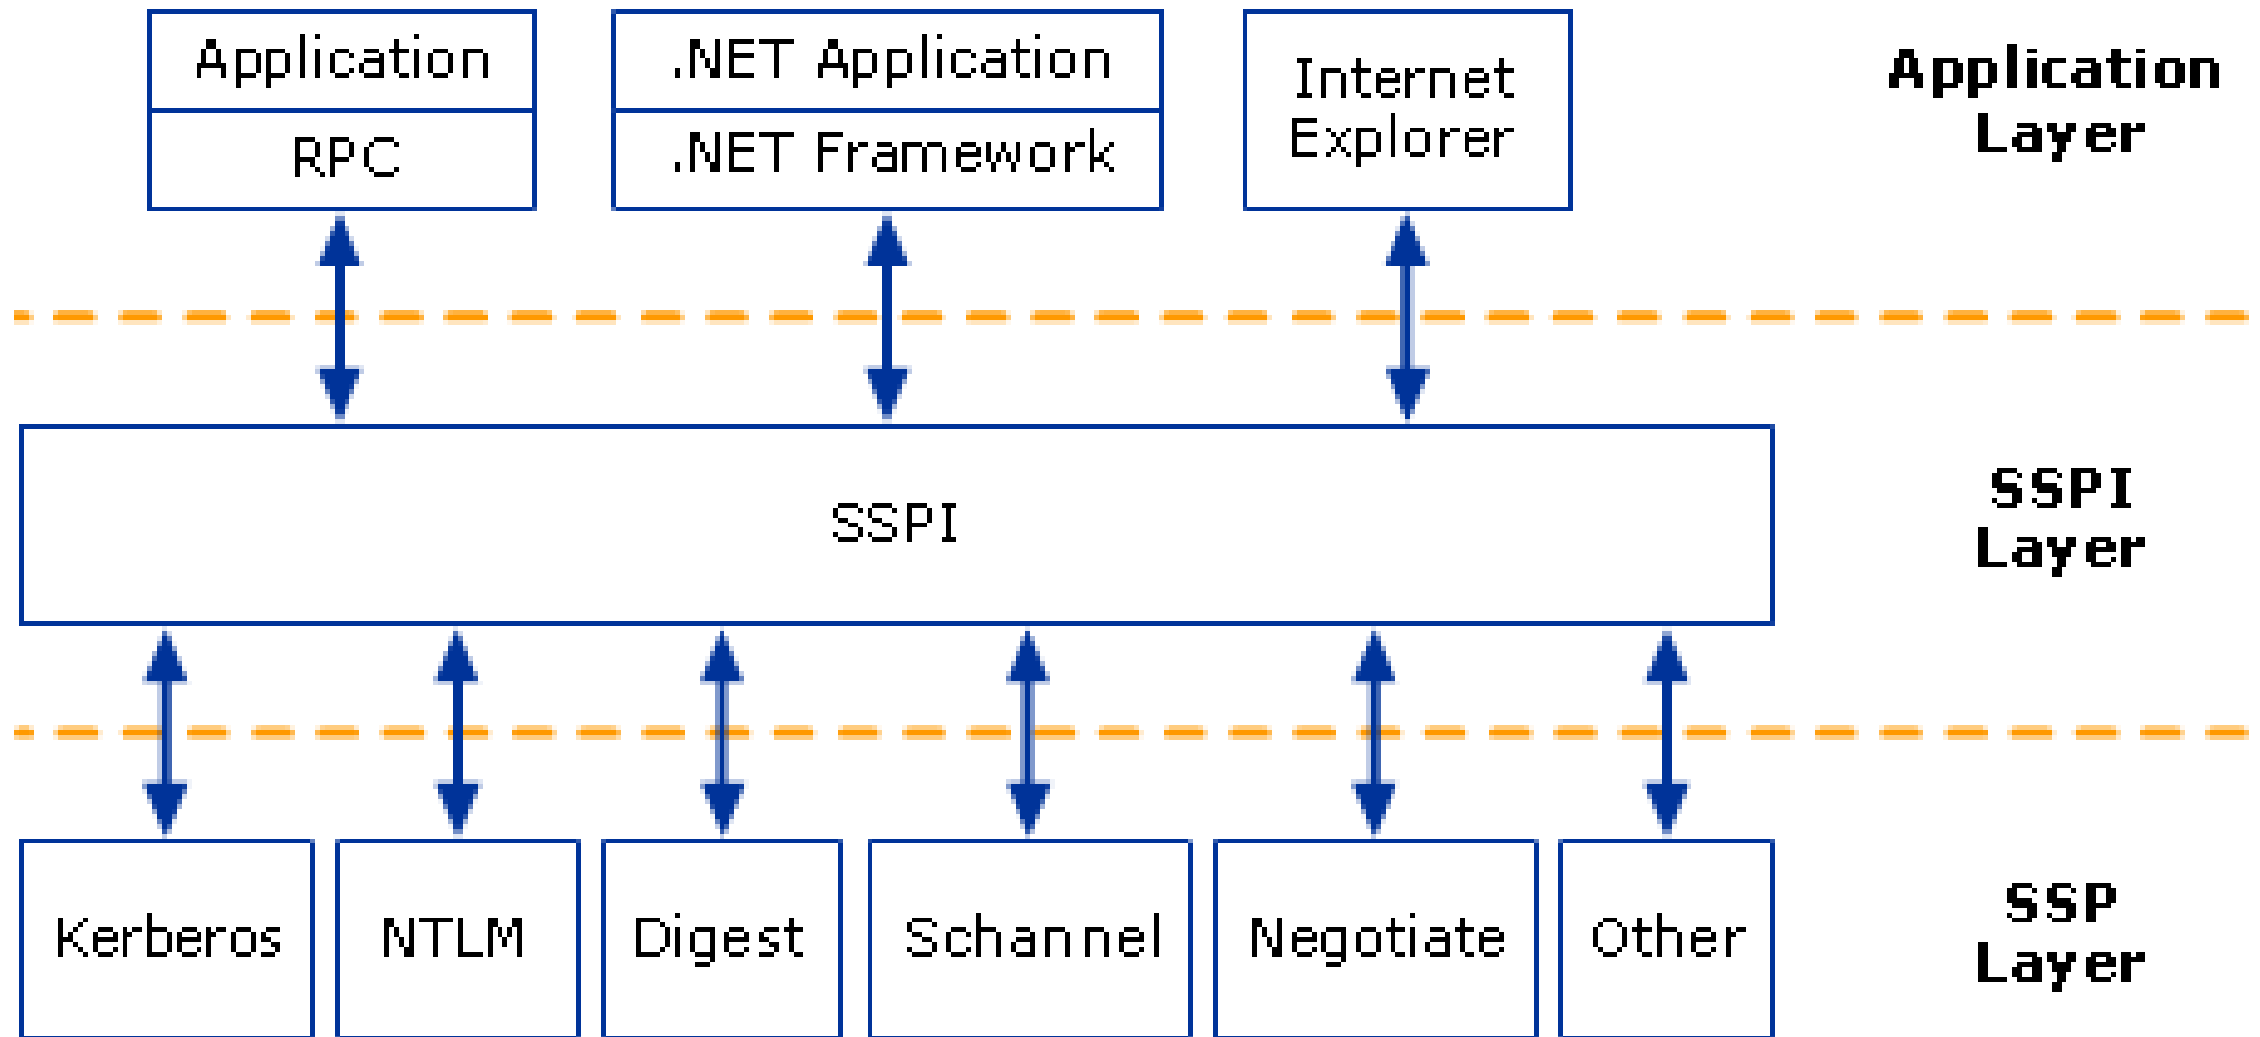 Application
RPC
.NET Application
.NET Framework
Internet
Explorer
Application
Layer
SSPI
SSPI
Layer
Kerberos
NTLM
Digest
Schannel
Negotiate
Other
SSP
Layer